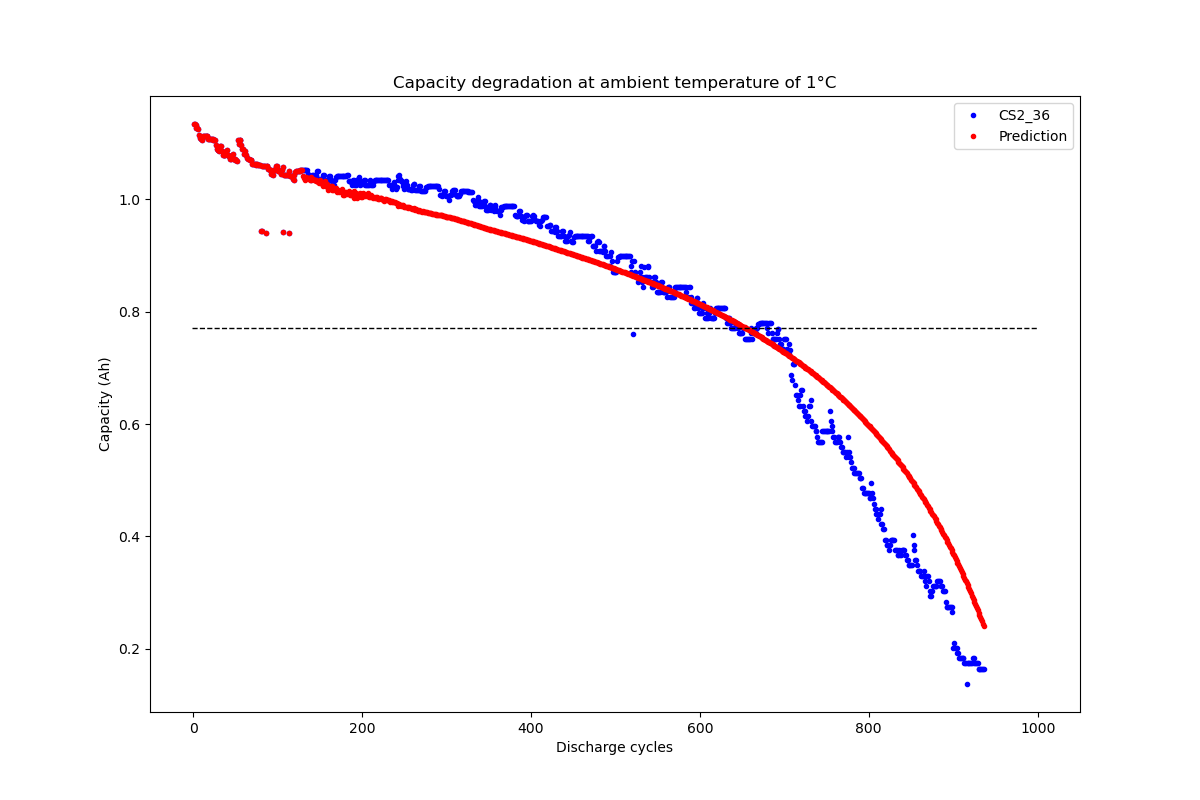 Capacity degradation at ambient temperature of 1°C
CS2_36
Prediction
Capacity (Ah)
1.0
0.8
0.6
0.4
0.2
0
200
400
600
800
1000
Discharge cycles